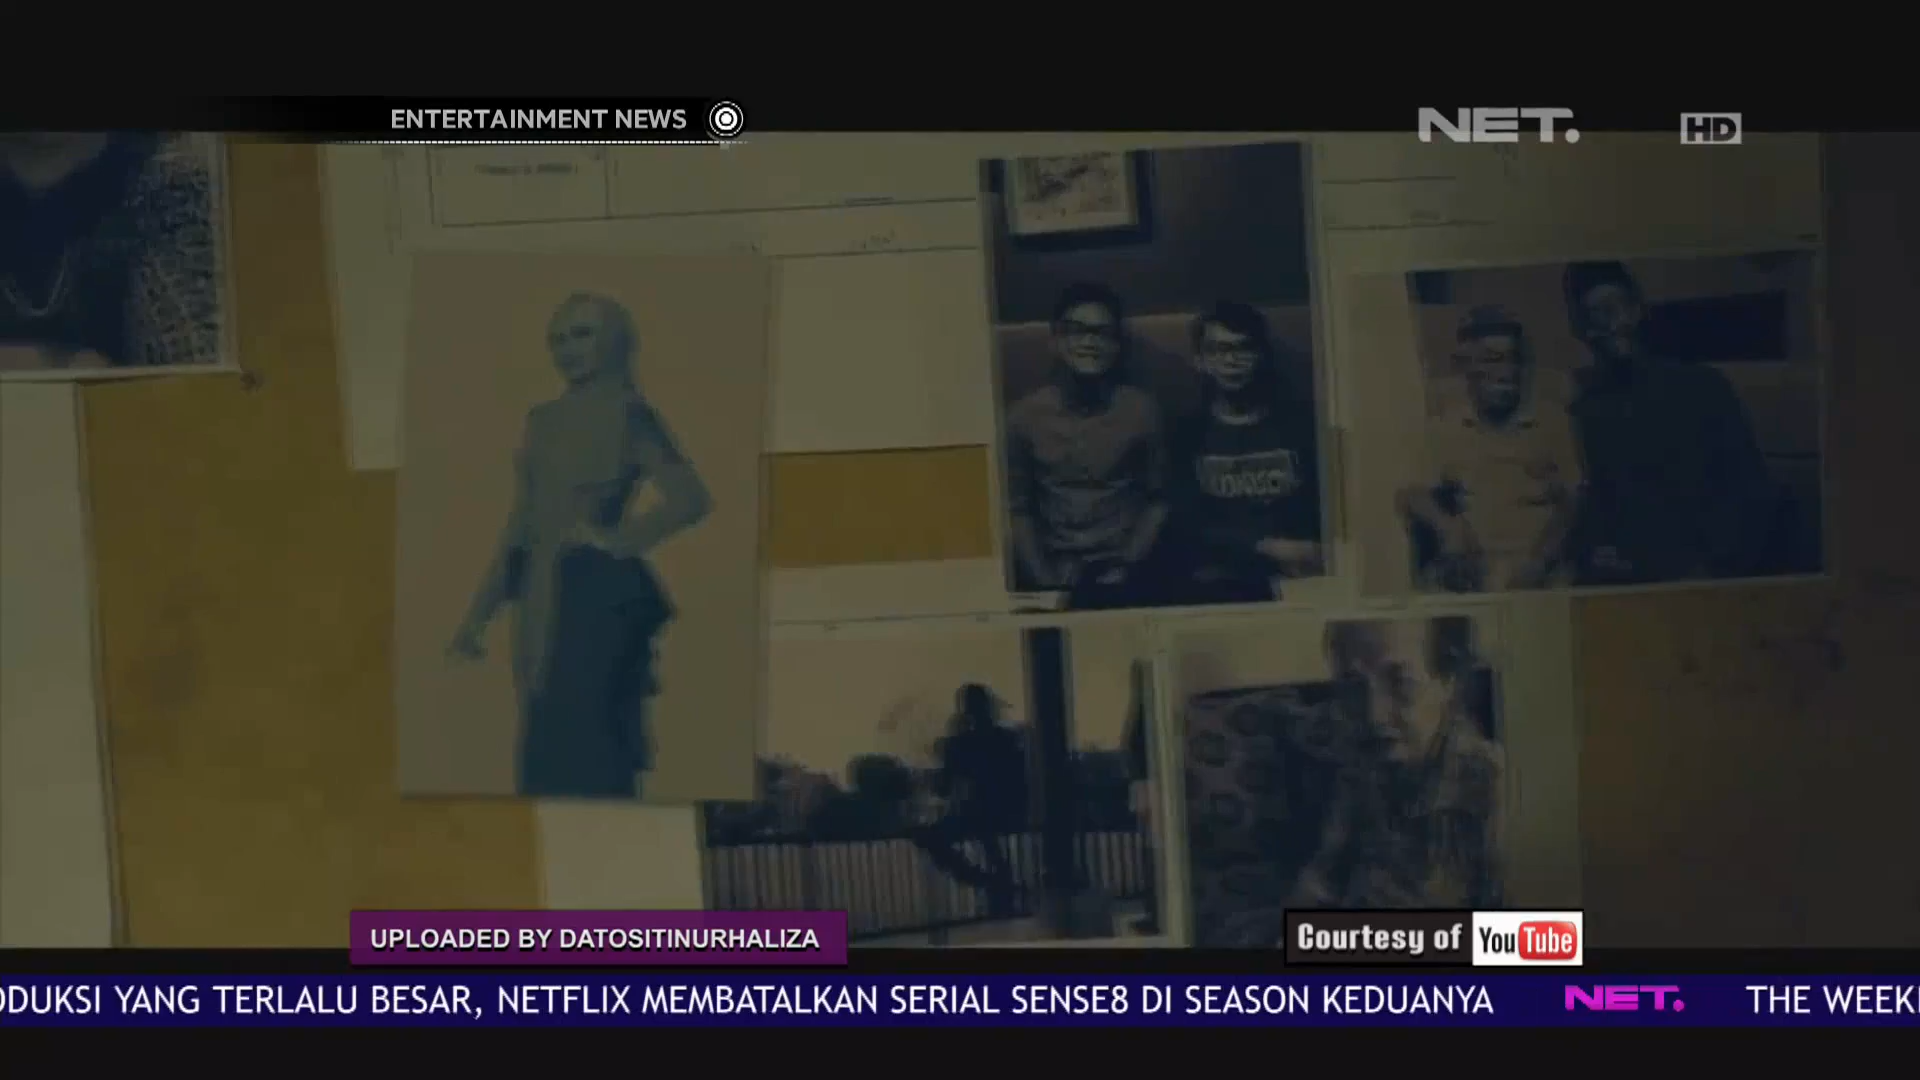 ENTERTAINMENT NEWS
NET.
HD
UPLOADED BY DATOSITINURHALIZA
Courtesy of YouTube
ODUKSI YANG TERLALU BESAR, NETFLIX MEMBATALKAN SERIAL SENSE8 DI SEASON KEDUANYA NET. THE WEEK